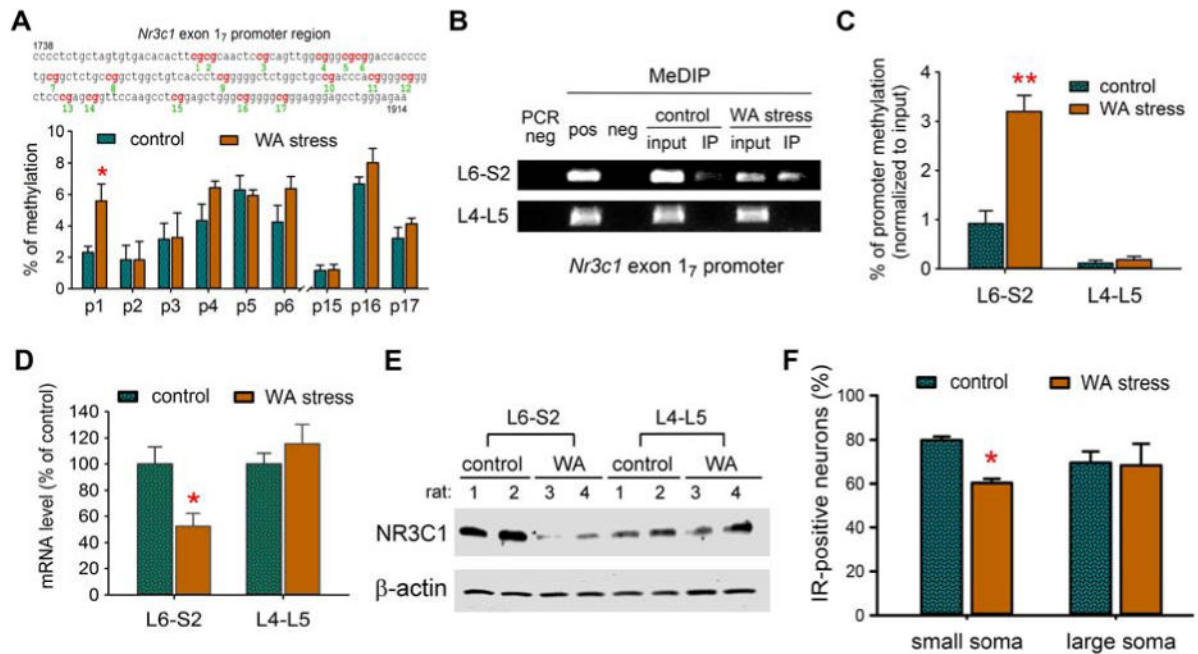 A
Nr3c1 exon 1₇ promoter region
1738
cccctctgctagtgtgacacacttcgcgcaactccgcagttggcgggcgcggaccacccc
1 2 3 4 5 6
tgcggctctgccggctggctgtcaccctcgggggctctggctgccgacccacggggcggg
7 8 9 10 11 12
ctcccgagcggttccaagcctcggagctgggcgggggcgggagggagcctgggagaa
13 14 15 16 17 1914
control WA stress
% of methylation
10
8
6
4
2
0
*
p1 p2 p3 p4 p5 p6 p15 p16 p17
B
MeDIP
PCR neg pos neg control WA stress
input IP input IP
L6-S2
L4-L5
Nr3c1 exon 1₇ promoter
C
% of promoter methylation
(normalized to input)
4
3
2
1
0
**
control
WA stress
L6-S2 L4-L5
D
control WA stress
mRNA level (% of control)
140
120
100
80
60
40
20
0
*
L6-S2 L4-L5
E
L6-S2 L4-L5
control WA control WA
rat: 1 2 3 4 1 2 3 4
NR3C1
β-actin
F
control WA stress
IR-positive neurons (%)
100
80
60
40
20
0
*
small soma large soma